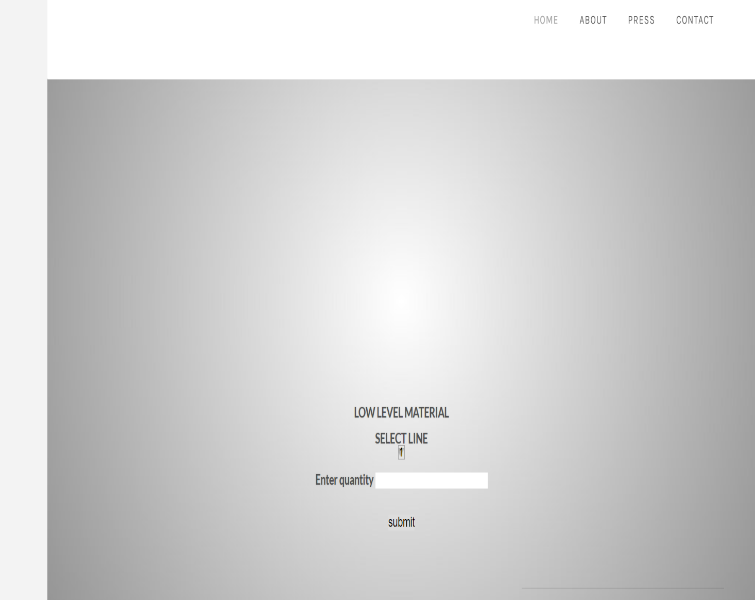 HOME ABOUT PRESS CONTACT
LOW LEVEL MATERIAL
SELECT LINE
Enter quantity
submit